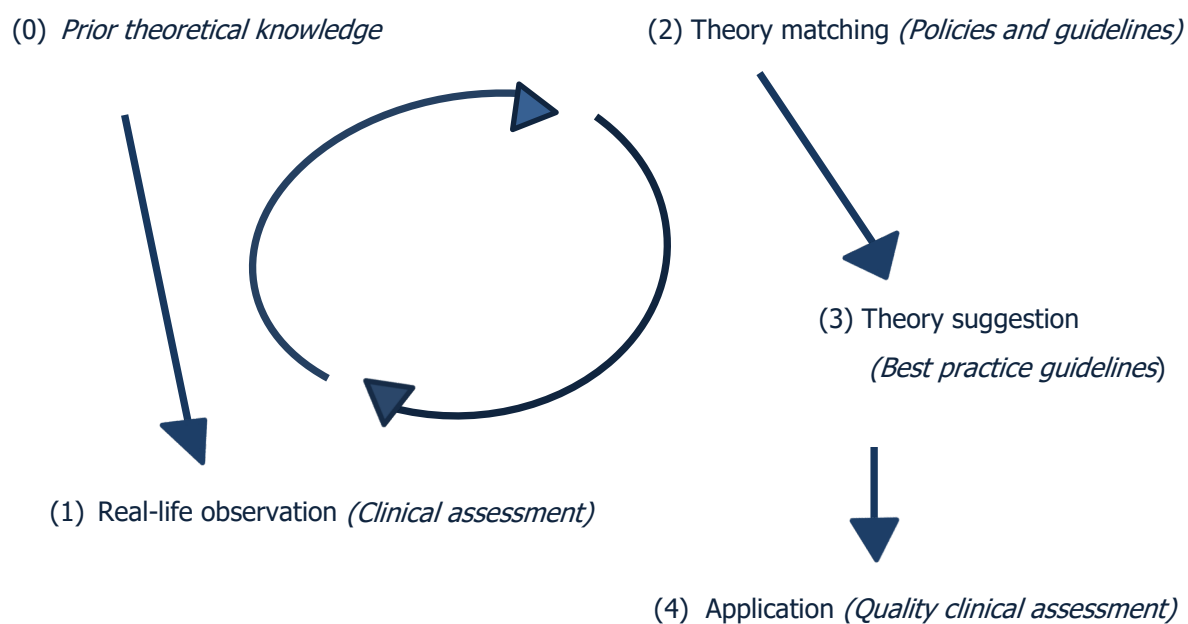 (0) Prior theoretical knowledge
(2) Theory matching (Policies and guidelines)
(3) Theory suggestion
(Best practice guidelines)
(1) Real-life observation (Clinical assessment)
(4) Application (Quality clinical assessment)